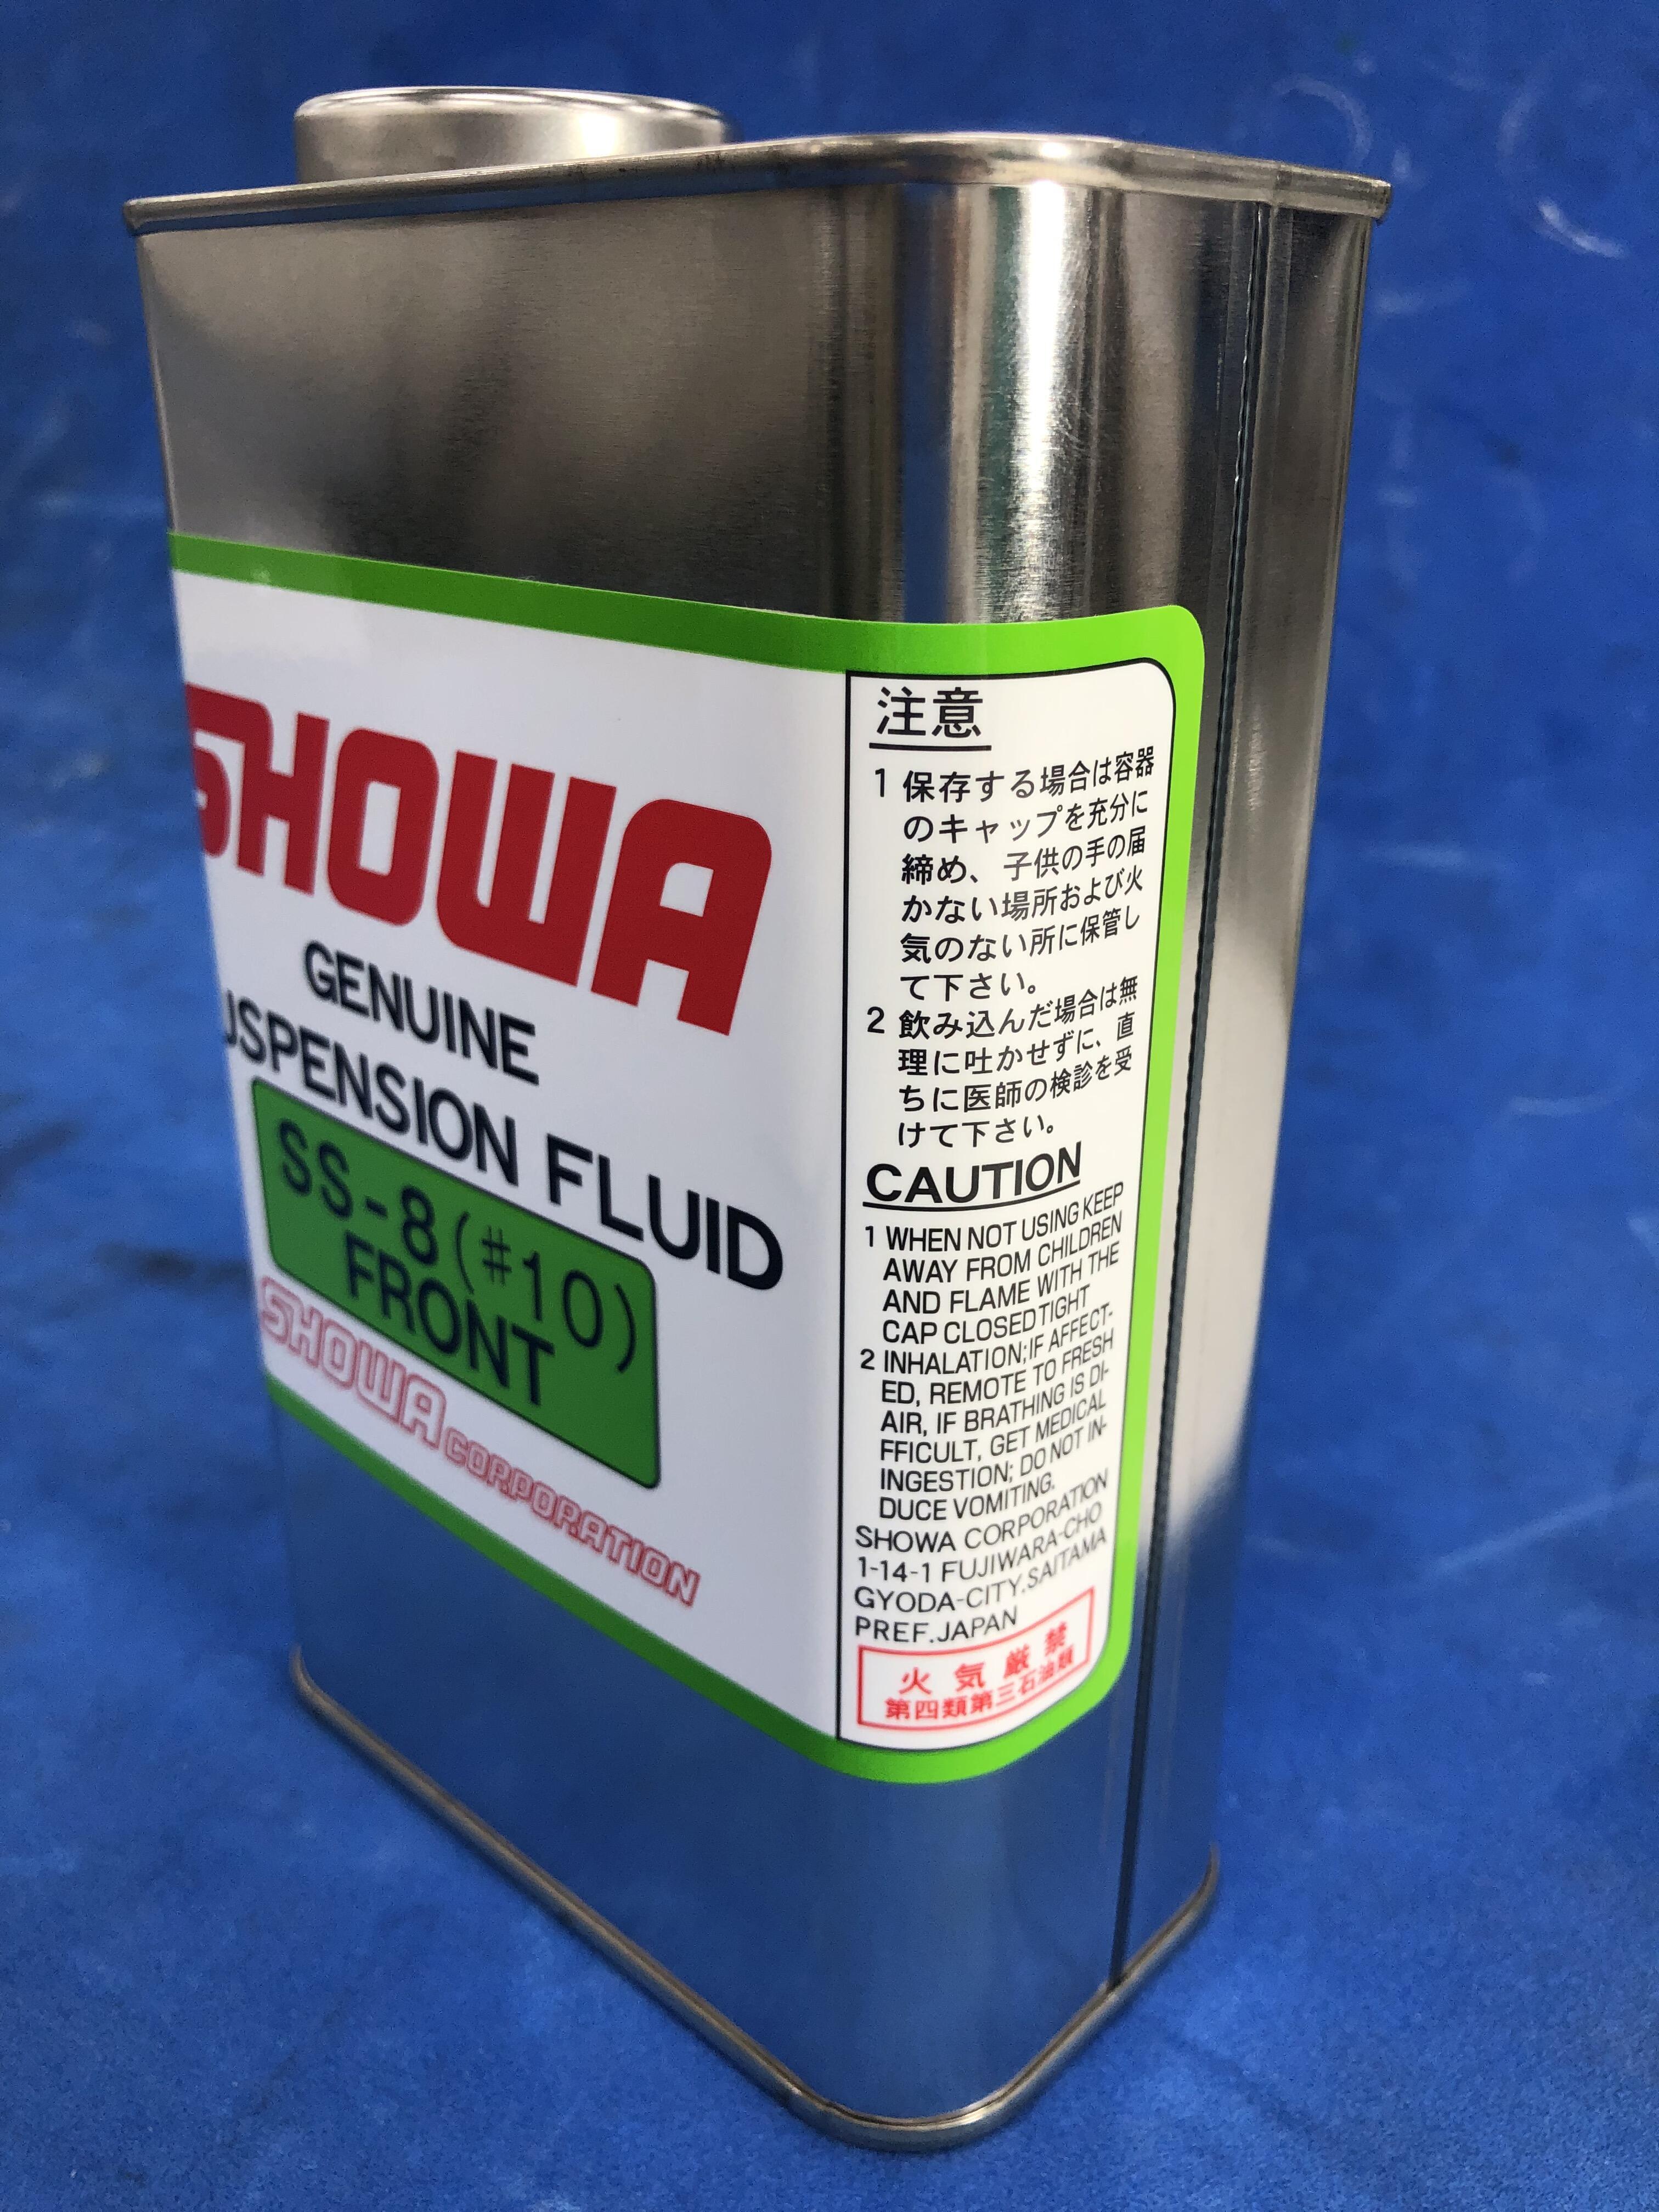 SHOWA
GENUINE
USPENSION FLUID
SS-8(#10)
FRONT
SHOWA CORPORATION
注意
1 保存する場合は容器
のキャップを充分に
締め、子供の手の届
かない場所および火
気のない所に保管し
て下さい。
2 飲み込んだ場合は無
理に吐かせずに、直
ちに医師の検診を受
けて下さい。
CAUTION
1 WHEN NOT USING KEEP
AWAY FROM CHILDREN
AND FLAME WITH THE
CAP CLOSED TIGHT
2 INHALATION; IF AFFECT-
ED, REMOTE TO FRESH
AIR, IF BRATHING IS DI-
FFICULT, GET MEDICAL
INGESTION; DO NOT IN-
DUCE VOMITING.
SHOWA CORPORATION
1-14-1 FUJIWARA-CHO
GYODA-CITY.SAITAMA
PREF.JAPAN
火気厳禁
第四類第三石油類